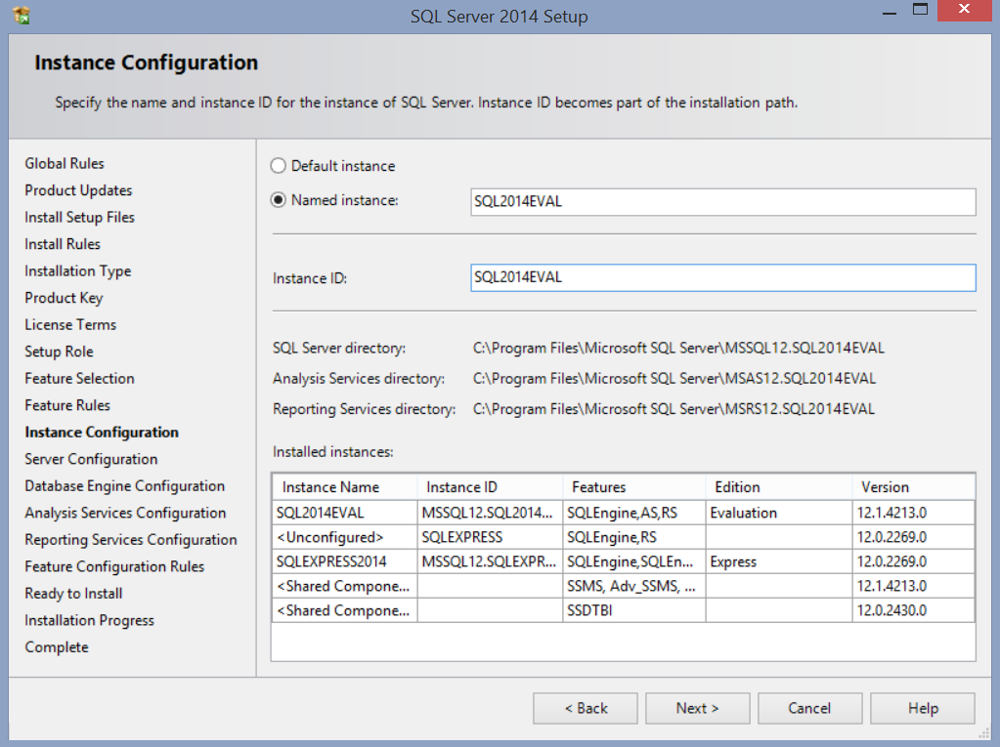 SQL Server 2014 Setup
Instance Configuration
Specify the name and instance ID for the instance of SQL Server. Instance ID becomes part of the installation path.
Global Rules
Product Updates
Install Setup Files
Install Rules
Installation Type
Product Key
License Terms
Setup Role
Feature Selection
Feature Rules
Instance Configuration
Server Configuration
Database Engine Configuration
Analysis Services Configuration
Reporting Services Configuration
Feature Configuration Rules
Ready to Install
Installation Progress
Complete
Default instance
Named instance: SQL2014EVAL
Instance ID: SQL2014EVAL
SQL Server directory: C:\Program Files\Microsoft SQL Server\MSSQL12.SQL2014EVAL
Analysis Services directory: C:\Program Files\Microsoft SQL Server\MSAS12.SQL2014EVAL
Reporting Services directory: C:\Program Files\Microsoft SQL Server\MSRS12.SQL2014EVAL
Installed instances:
Instance Name Instance ID Features Edition Version
SQL2014EVAL MSSQL12.SQL2014... SQLEngine,AS,RS Evaluation 12.1.4213.0
<Unconfigured> SQLEXPRESS SQLEngine,RS 12.0.2269.0
SQLEXPRESS2014 MSSQL12.SQLEXPR... SQLEngine,SQLEn... Express 12.0.2269.0
<Shared Compone... SSMS, Adv_SSMS, ... 12.1.4213.0
<Shared Compone... SSDTBI 12.0.2430.0
< Back Next > Cancel Help